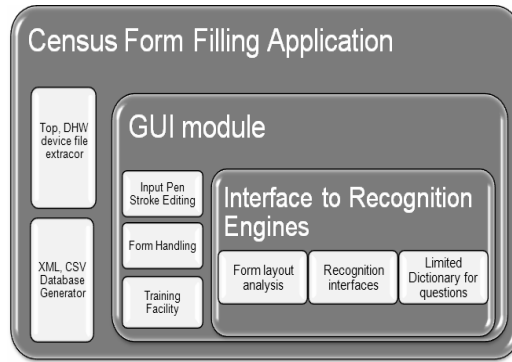 Census Form Filling Application
Top, DHW
device file
extracor
XML, CSV
Database
Generator
GUI module
Input Pen
Stroke Editing
Form Handling
Training
Facility
Interface to Recognition
Engines
Form layout
analysis
Recognition
interfaces
Limited
Dictionary for
questions